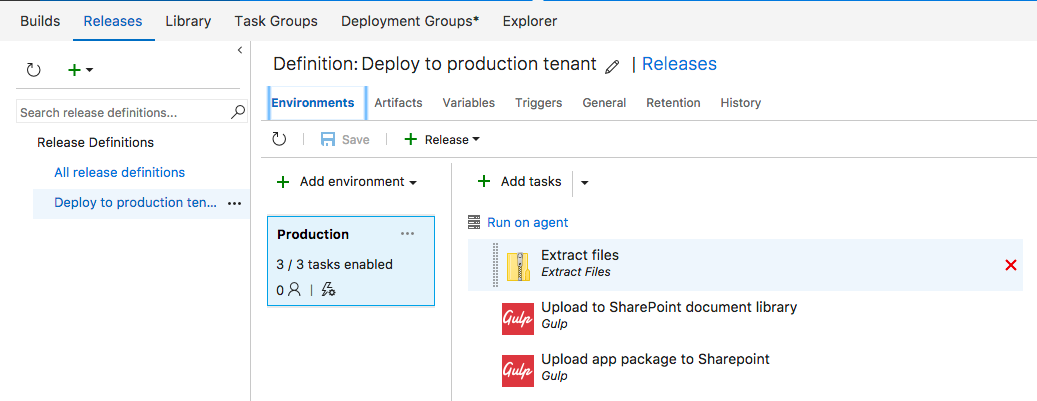 Builds Releases Library Task Groups Deployment Groups* Explorer
Definition: Deploy to production tenant | Releases
Search release definitions...
Release Definitions
All release definitions
Deploy to production ten... ...
Environments Artifacts Variables Triggers General Retention History
Save Release
Add environment
Production ...
3 / 3 tasks enabled
0 |
Add tasks
Run on agent
Extract files
Extract Files
Gulp
Upload to SharePoint document library
Gulp
Gulp
Upload app package to Sharepoint
Gulp